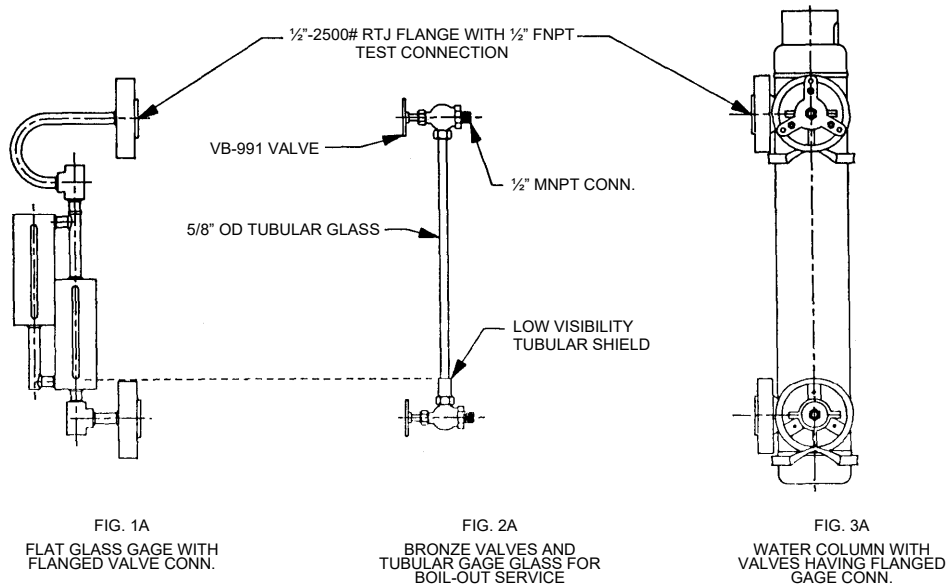 ½"-2500# RTJ FLANGE WITH ½" FNPT
TEST CONNECTION
VB-991 VALVE
½" MNPT CONN.
5/8" OD TUBULAR GLASS
LOW VISIBILITY
TUBULAR SHIELD
FIG. 1A
FLAT GLASS GAGE WITH
FLANGED VALVE CONN.
FIG. 2A
BRONZE VALVES AND
TUBULAR GAGE GLASS FOR
BOIL-OUT SERVICE
FIG. 3A
WATER COLUMN WITH
VALVES HAVING FLANGED
GAGE CONN.